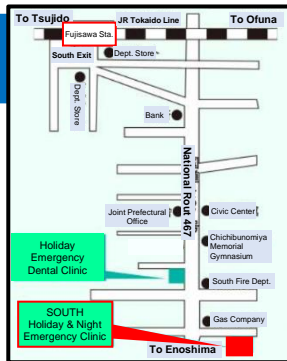 To Tsujido
JR Tokaido Line
To Ofuna
Fujisawa Sta.
South Exit
Dept. Store
Dept. Store
Bank
National Rout 467
Joint Prefectural
Office
Civic Center
Chichibunomiya
Memorial
Gymnasium
Holiday
Emergency
Dental Clinic
South Fire Dept.
SOUTH
Holiday & Night
Emergency Clinic
Gas Company
To Enoshima